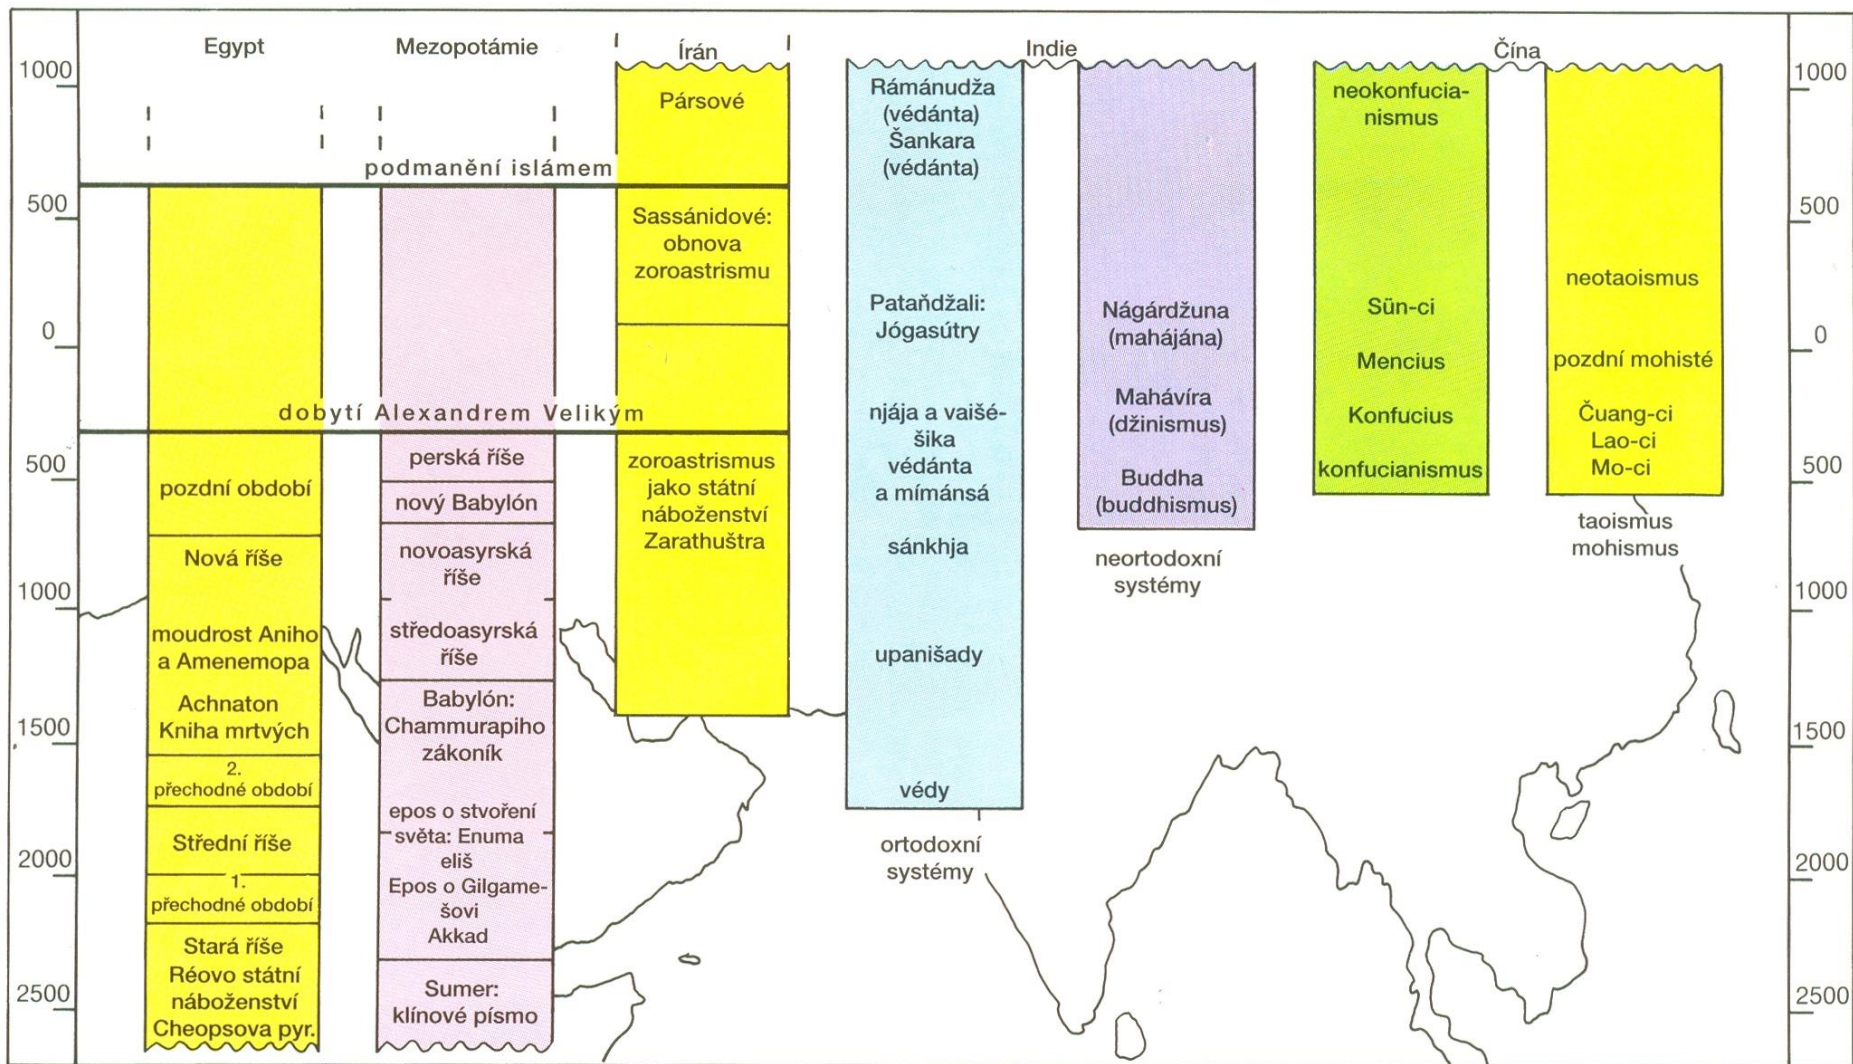 Egypt
Mezopotámie
Írán
Indie
Čína
1000
500
0
500
1000
1500
2000
2500
podmanění islámem
dobytí Alexandrem Velikým
pozdní období
Nová říše
moudrost Aniho
a Amenemopa
Achnaton
Kniha mrtvých
2.
přechodné období
Střední říše
1.
přechodné období
Stará říše
Réovo státní
náboženství
Cheopsova pyr.
perská říše
nový Babylón
novoasyrská
říše
středoasyrská
říše
Babylón:
Chammurapiho
zákoník
epos o stvoření
světa: Enuma
eliš
Epos o Gilgame-
šovi
Akkad
Sumer:
klínové písmo
Pársové
Sassánidové:
obnova
zoroastrismu
zoroastrismus
jako státní
náboženství
Zarathuštra
Rámánudža
(védánta)
Šankara
(védánta)
Pataňdžali:
Jógasútry
njája a vaišé-
šika
védánta
a mímánsá
sánkhja
upanišady
védy
ortodoxní
systémy
Nágárdžuna
(mahájána)
Mahávíra
(džinismus)
Buddha
(buddhismus)
neortodoxní
systémy
neokonfucia-
nismus
Sün-ci
Mencius
Konfucius
konfucianismus
neotaoismus
pozdní mohisté
Čuang-ci
Lao-ci
Mo-ci
taoismus
mohismus
1000
500
0
500
1000
1500
2000
2500